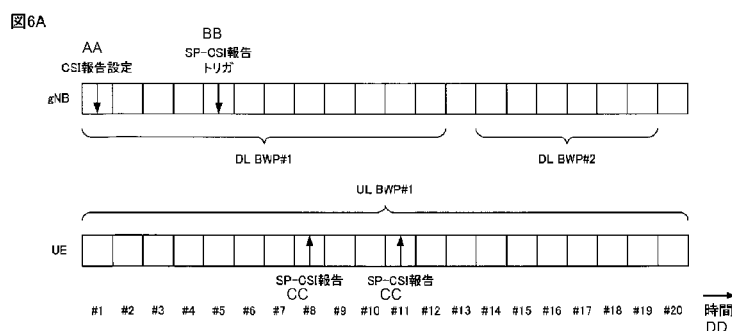 図6A
AA
CSI報告設定
BB
SP-CSI報告
トリガ
gNB
DL BWP#1
DL BWP#2
UL BWP#1
UE
SP-CSI報告
CC
SP-CSI報告
CC
#1 #2 #3 #4 #5 #6 #7 #8 #9 #10 #11 #12 #13 #14 #15 #16 #17 #18 #19 #20
時間
DD